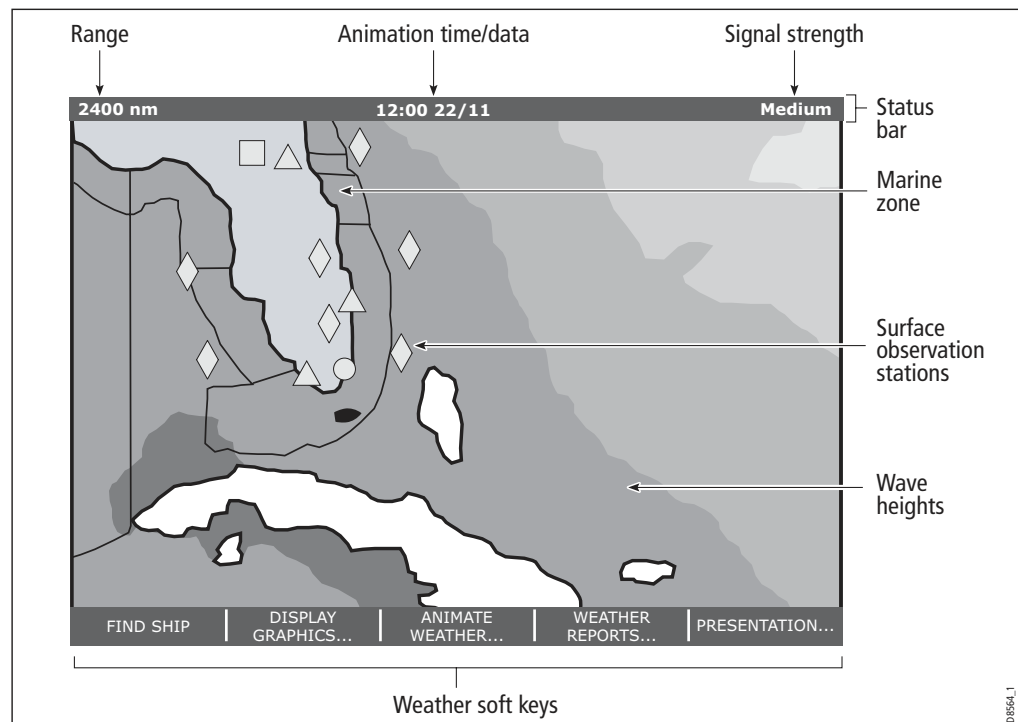 Range
Animation time/data
Signal strength
2400 nm
12:00 22/11
Medium
Status
bar
Marine
zone
Surface
observation
stations
Wave
heights
FIND SHIP
DISPLAY
GRAPHICS...
ANIMATE
WEATHER...
WEATHER
REPORTS...
PRESENTATION...
Weather soft keys
D8564_1